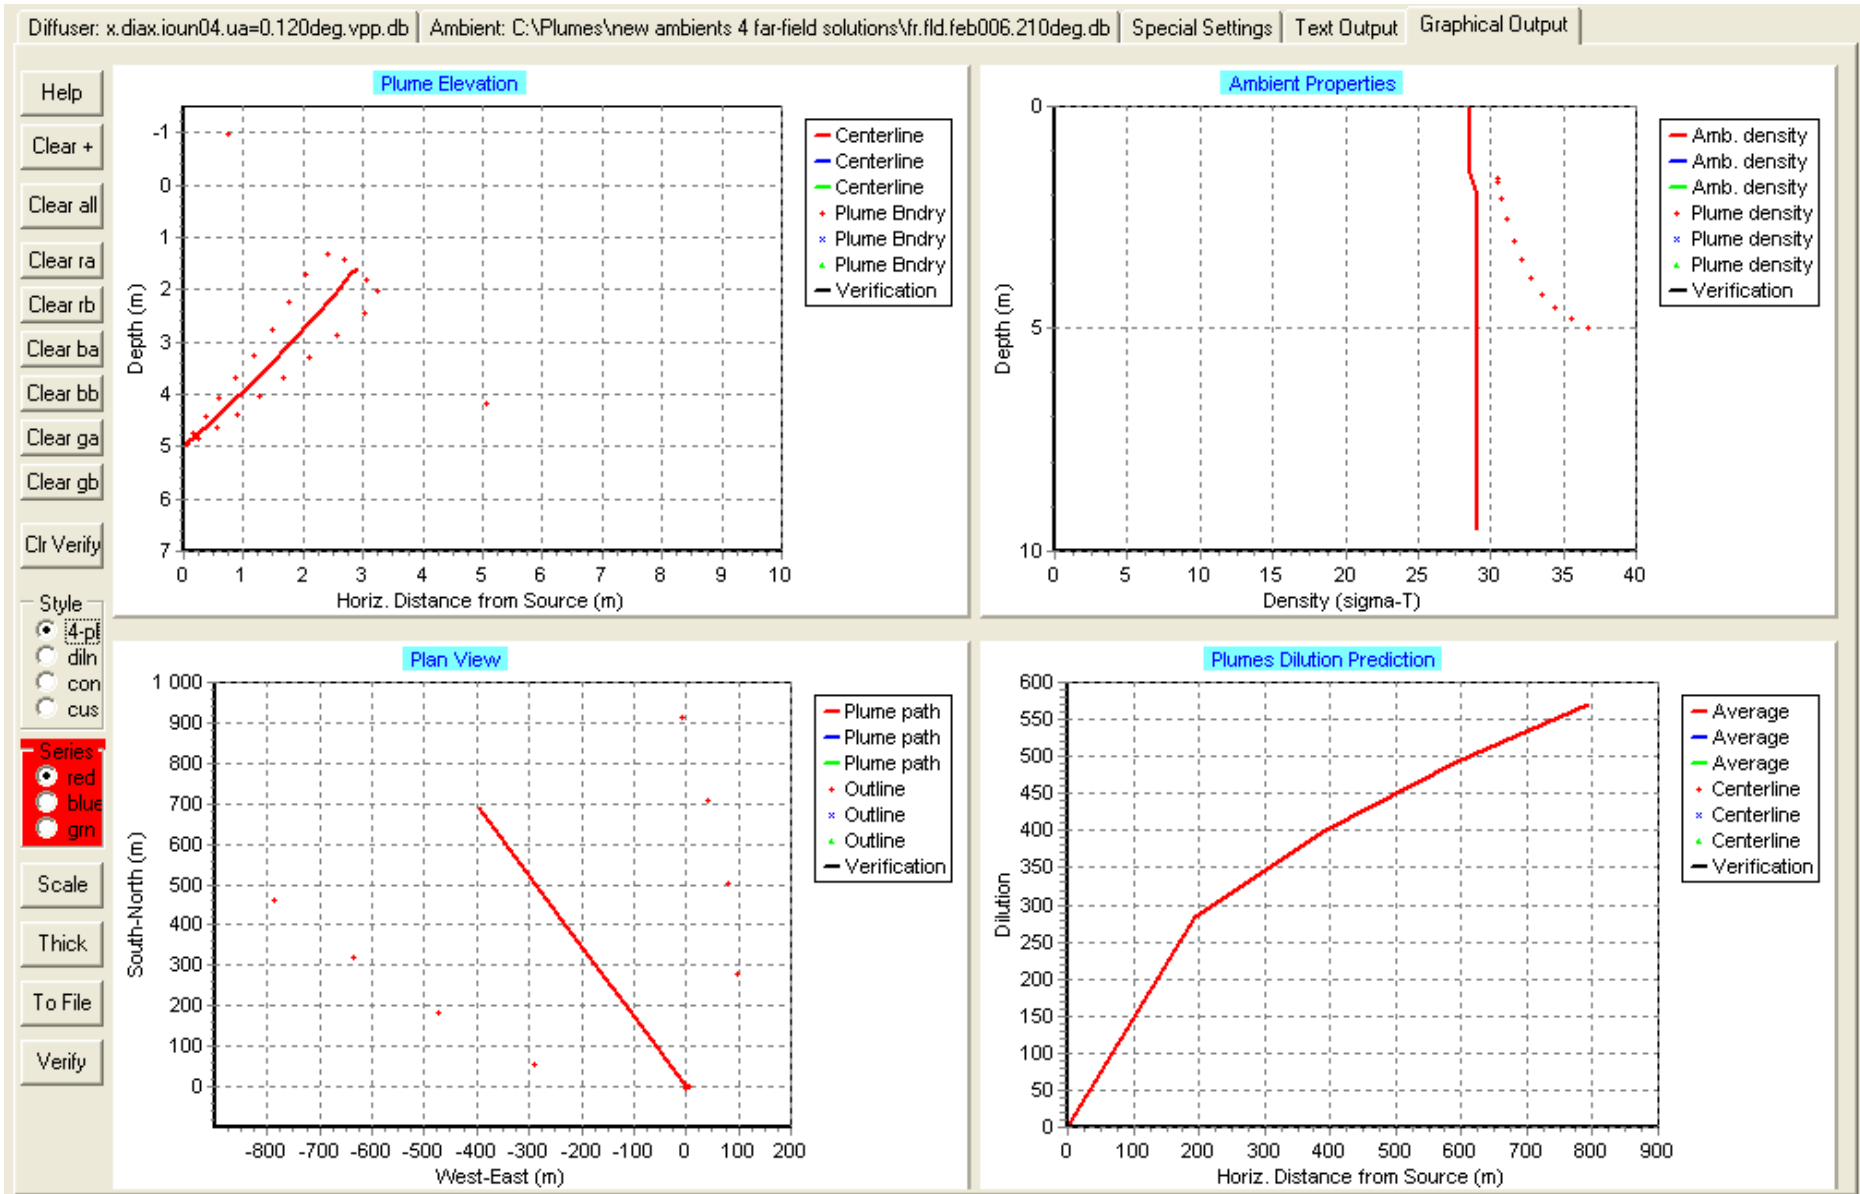 Diffuser: x.diax.ioun04.ua=0.120deg.vpp.db
Ambient: C:\Plumes\new ambients 4 far-field solutions\fr.fld.feb006.210deg.db
Special Settings
Text Output
Graphical Output
Help
Clear +
Clear all
Clear ra
Clear rb
Clear ba
Clear bb
Clear ga
Clear gb
Clr Verify
Style
4-pl
diln
con
cus
Series
red
blue
grn
Scale
Thick
To File
Verify
Plume Elevation
-1
0
1
2
3
4
5
6
7
Depth (m)
0 1 2 3 4 5 6 7 8 9 10
Horiz. Distance from Source (m)
Centerline
Centerline
Centerline
Plume Bndry
Plume Bndry
Plume Bndry
Verification
Ambient Properties
0
5
10
Depth (m)
0 5 10 15 20 25 30 35 40
Density (sigma-T)
Amb. density
Amb. density
Amb. density
Plume density
Plume density
Plume density
Verification
Plan View
1 000
900
800
700
600
500
400
300
200
100
0
South-North (m)
-800 -700 -600 -500 -400 -300 -200 -100 0 100 200
West-East (m)
Plume path
Plume path
Plume path
Outline
Outline
Outline
Verification
Plumes Dilution Prediction
600
550
500
450
400
350
300
250
200
150
100
50
0
Dilution
0 100 200 300 400 500 600 700 800 900
Horiz. Distance from Source (m)
Average
Average
Average
Centerline
Centerline
Centerline
Verification